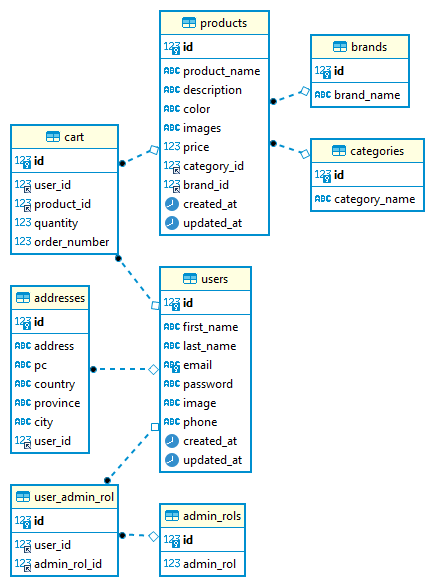 products
123 id
ABC product_name
ABC description
ABC color
ABC images
123 price
123 category_id
123 brand_id
created_at
updated_at
brands
123 id
ABC brand_name
categories
123 id
ABC category_name
cart
123 id
123 user_id
123 product_id
123 quantity
123 order_number
users
123 id
ABC first_name
ABC last_name
ABC email
ABC password
ABC image
ABC phone
created_at
updated_at
addresses
123 id
ABC address
ABC pc
ABC country
ABC province
ABC city
123 user_id
user_admin_rol
123 id
123 user_id
123 admin_rol_id
admin_rols
123 id
123 admin_rol